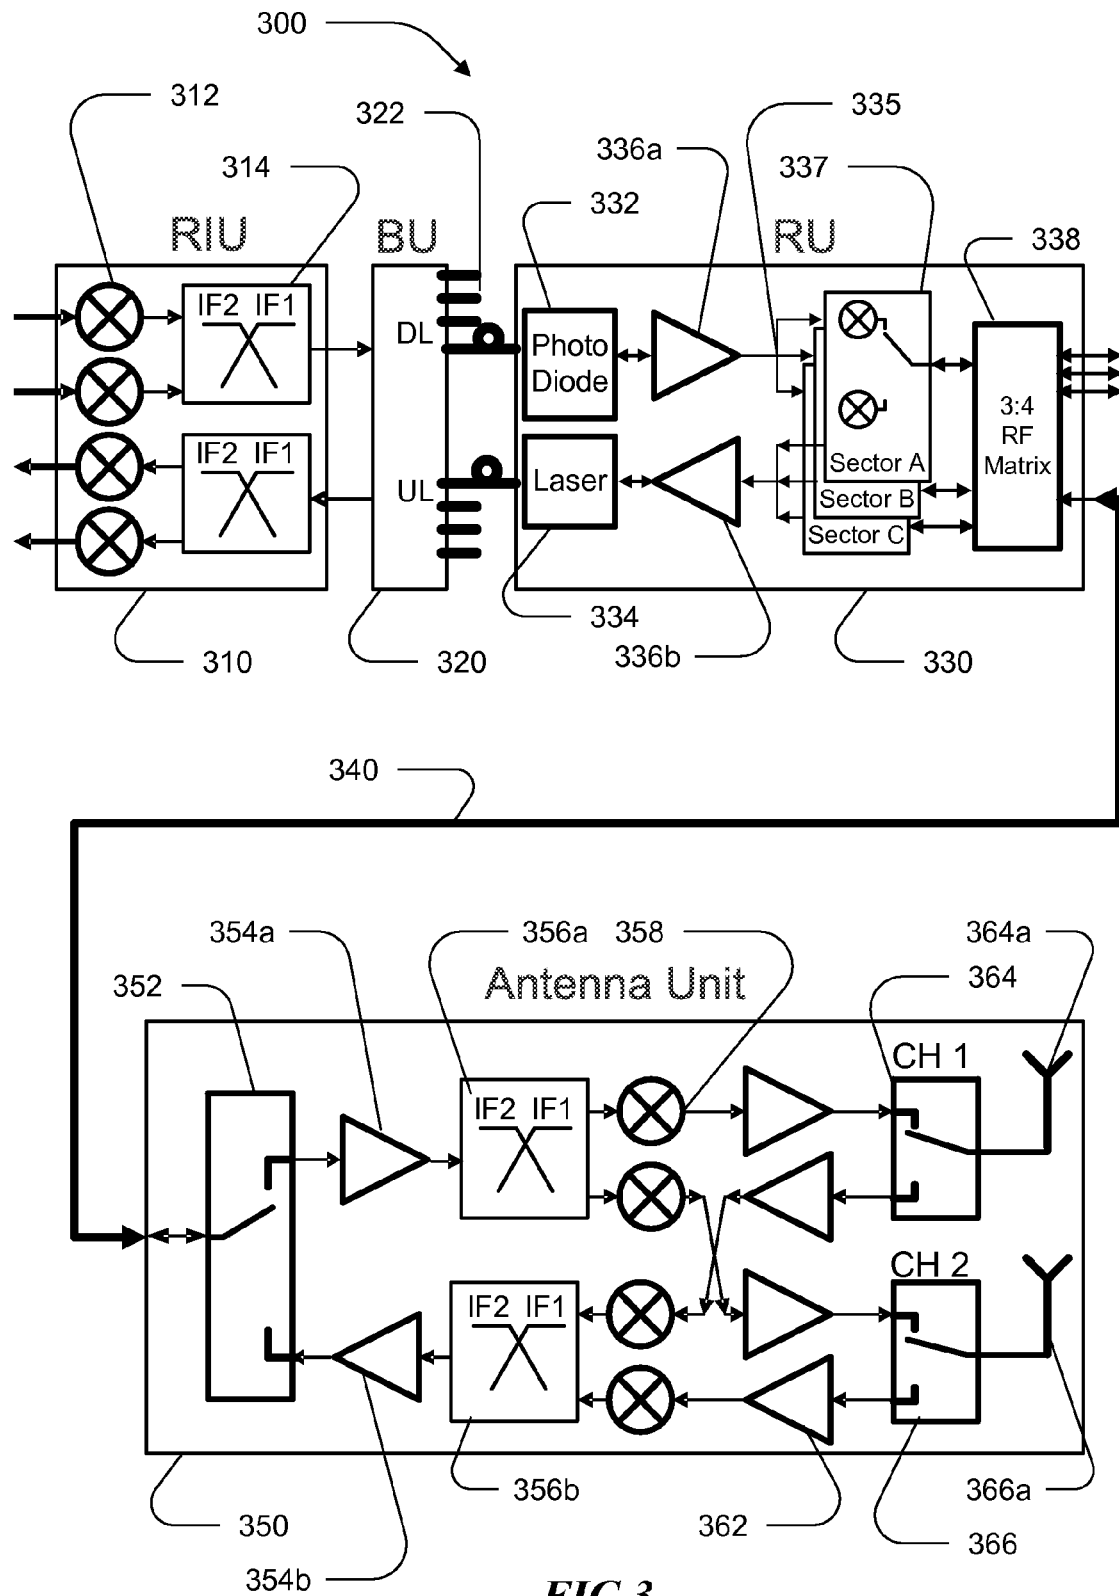 300
312
322
335
336a
314
332
337
RIU
BU
RU
338
IF2 IF1
DL
Photo
Diode
3:4
RF
Matrix
IF2 IF1
UL
Laser
Sector A
Sector B
Sector C
334
310
320
336b
330
340
354a
356a
358
364a
352
Antenna Unit
364
CH 1
IF2 IF1
CH 2
IF2 IF1
350
356b
362
366a
366
354b
FIG 3